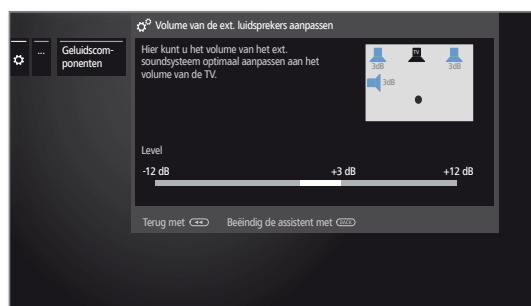 Volume van de ext. luidsprekers aanpassen
...
Geluidscom-
ponenten
Hier kunt u het volume van het ext.
soundsysteem optimaal aanpassen aan het
volume van de TV.
TV
3dB
3dB
3dB
Level
-12 dB
+3 dB
+12 dB
Terug met
Beëindig de assistent met BACK